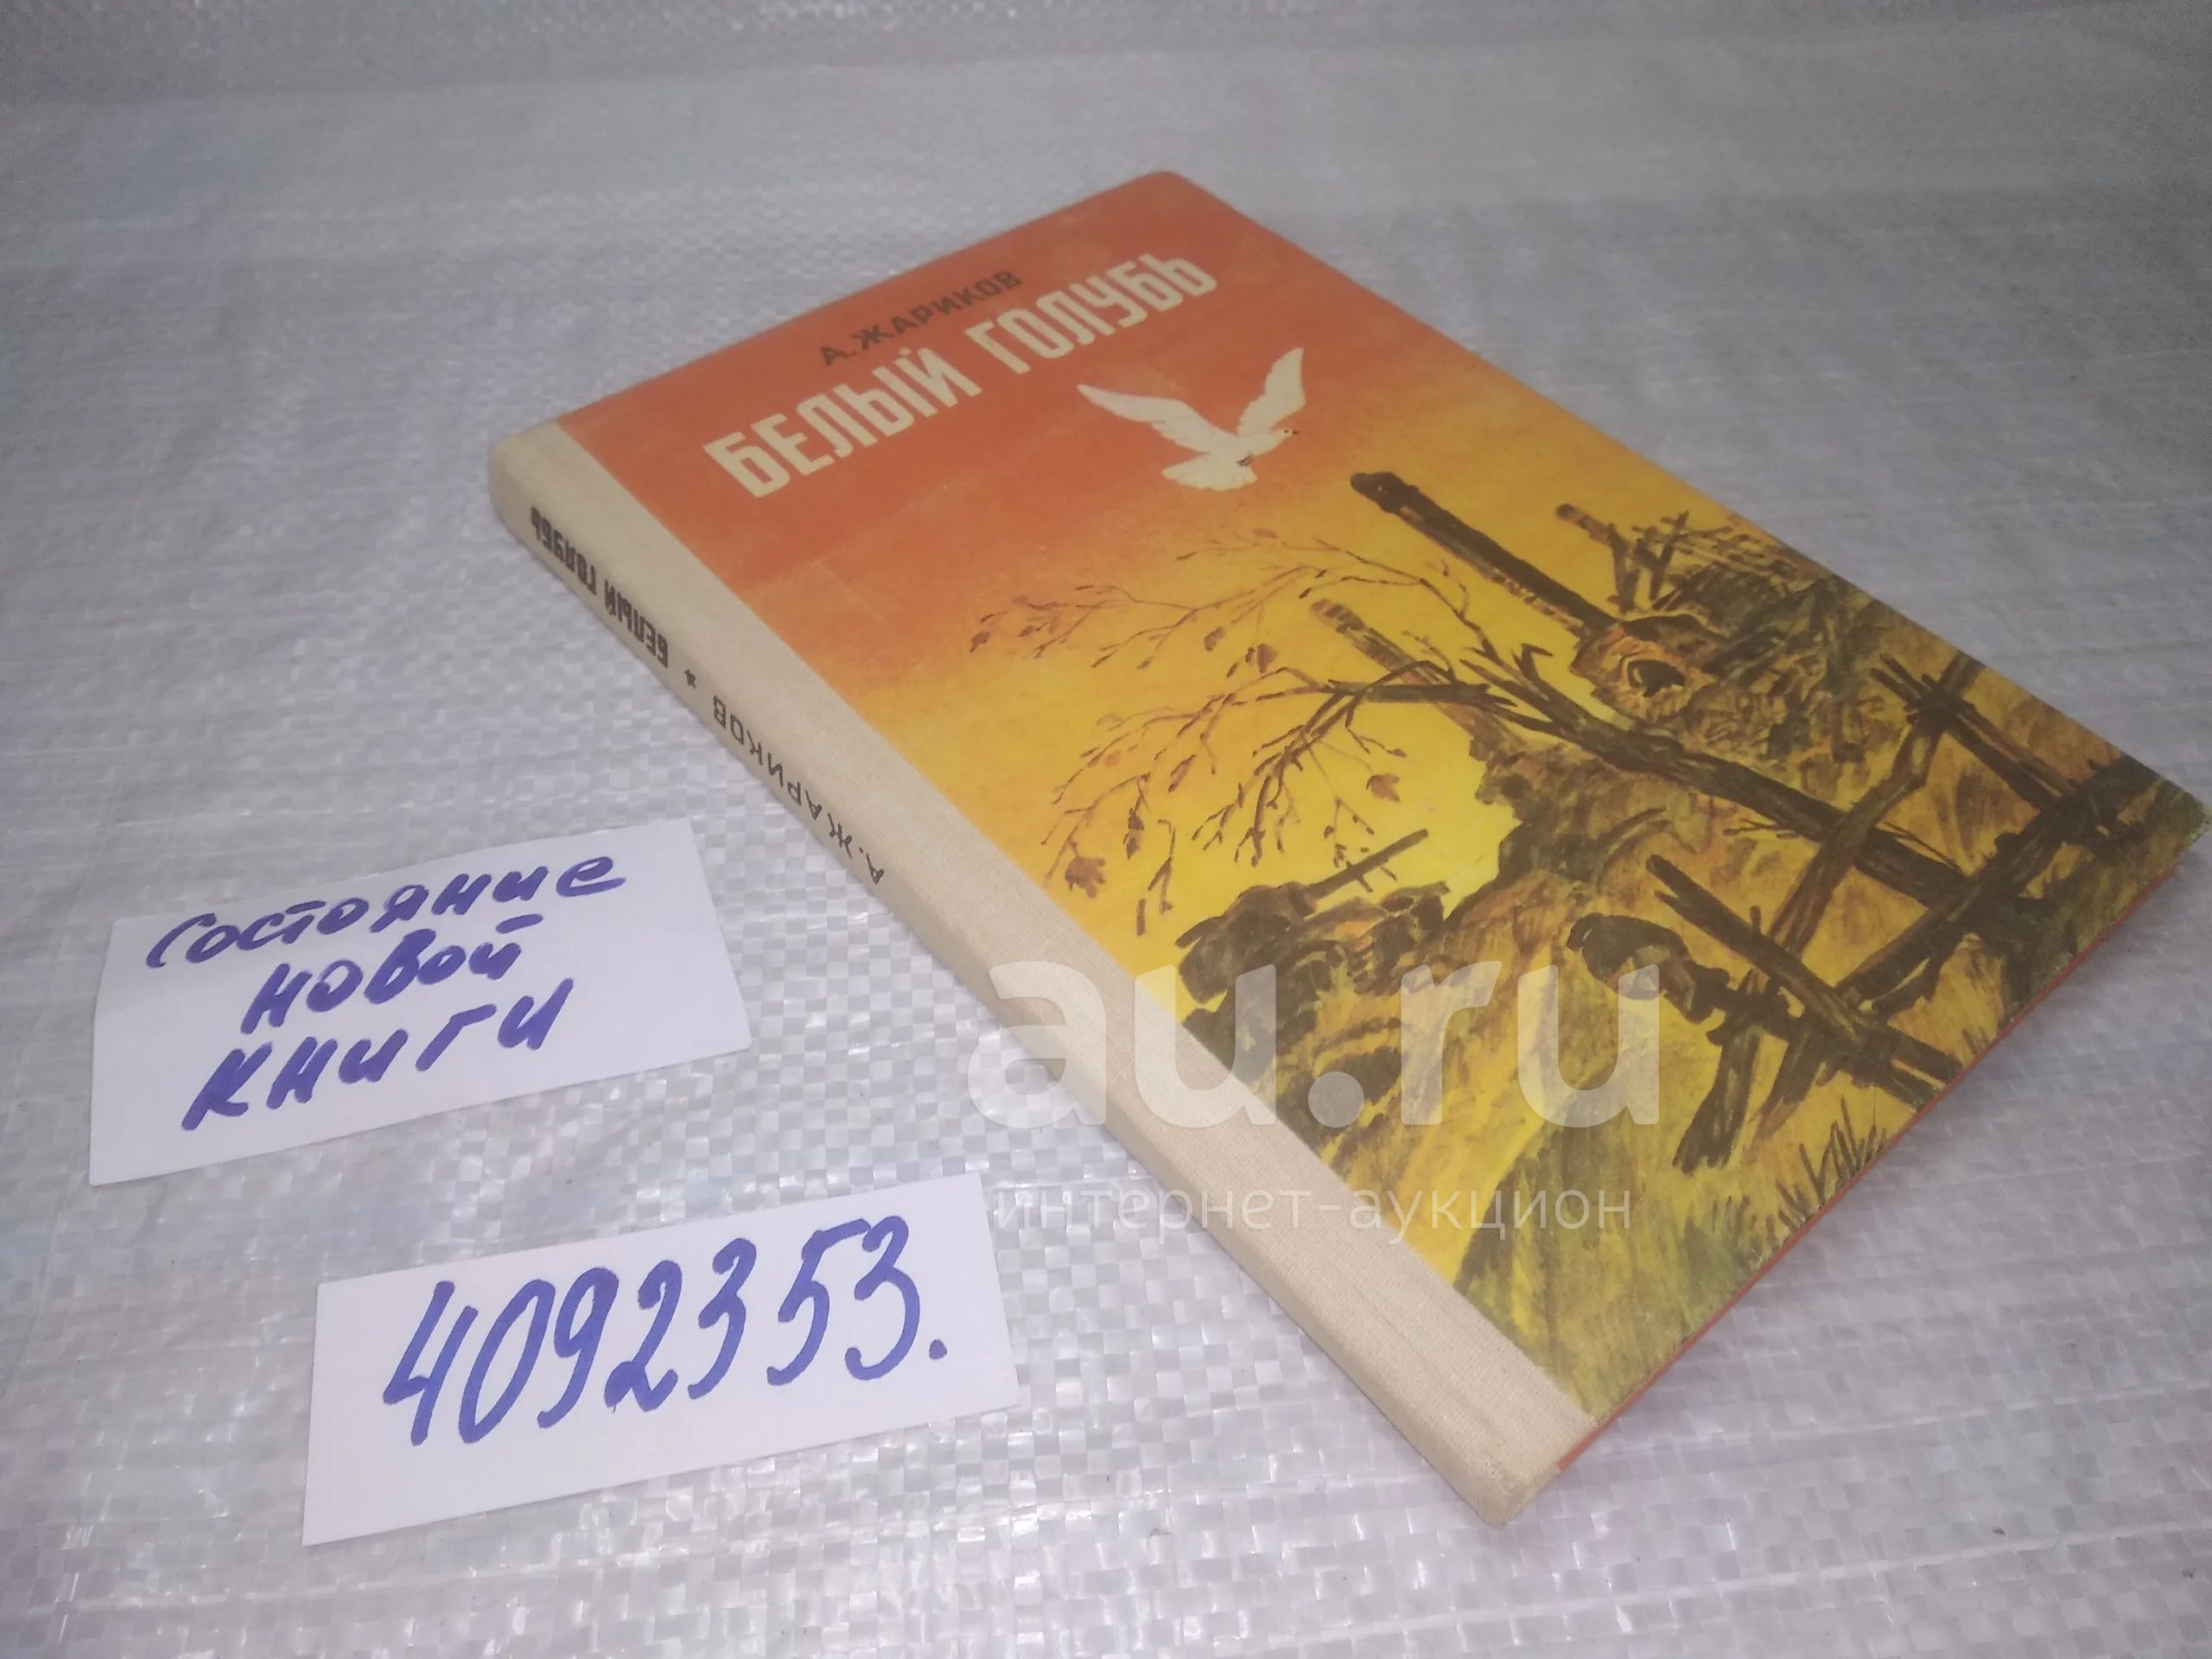 А. ЖАРИКОВ
БЕЛЫЙ ГОЛУБЬ
А. ЖАРИКОВ * БЕЛЫЙ ГОЛУБЬ
состояние
новой
книги
4092353.
au.ru
интернет-аукцион